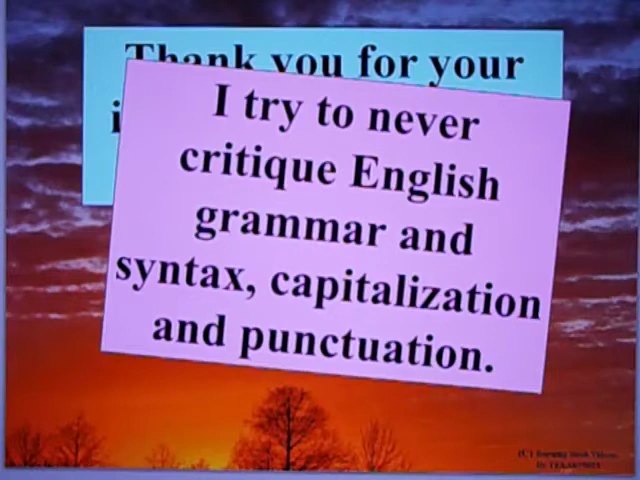 Thank you for your
I try to never
critique English
grammar and
syntax, capitalization
and punctuation.